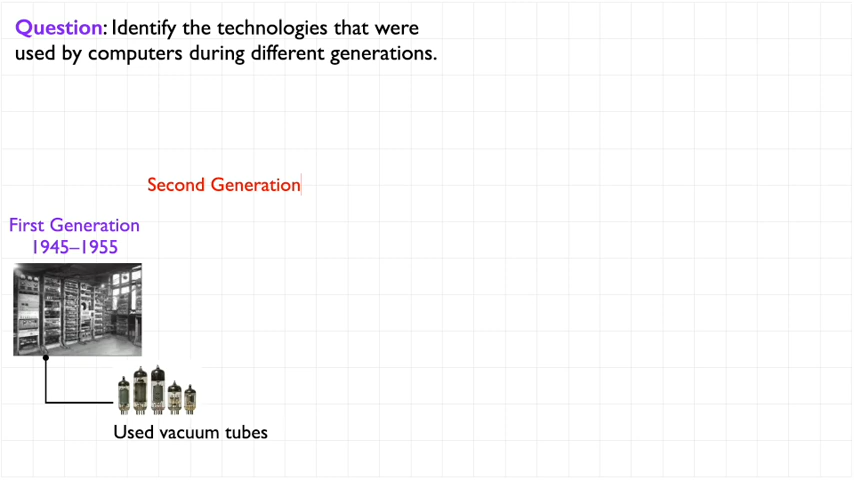 Question: Identify the technologies that were
used by computers during different generations.
Second Generation
First Generation
1945–1955
Used vacuum tubes